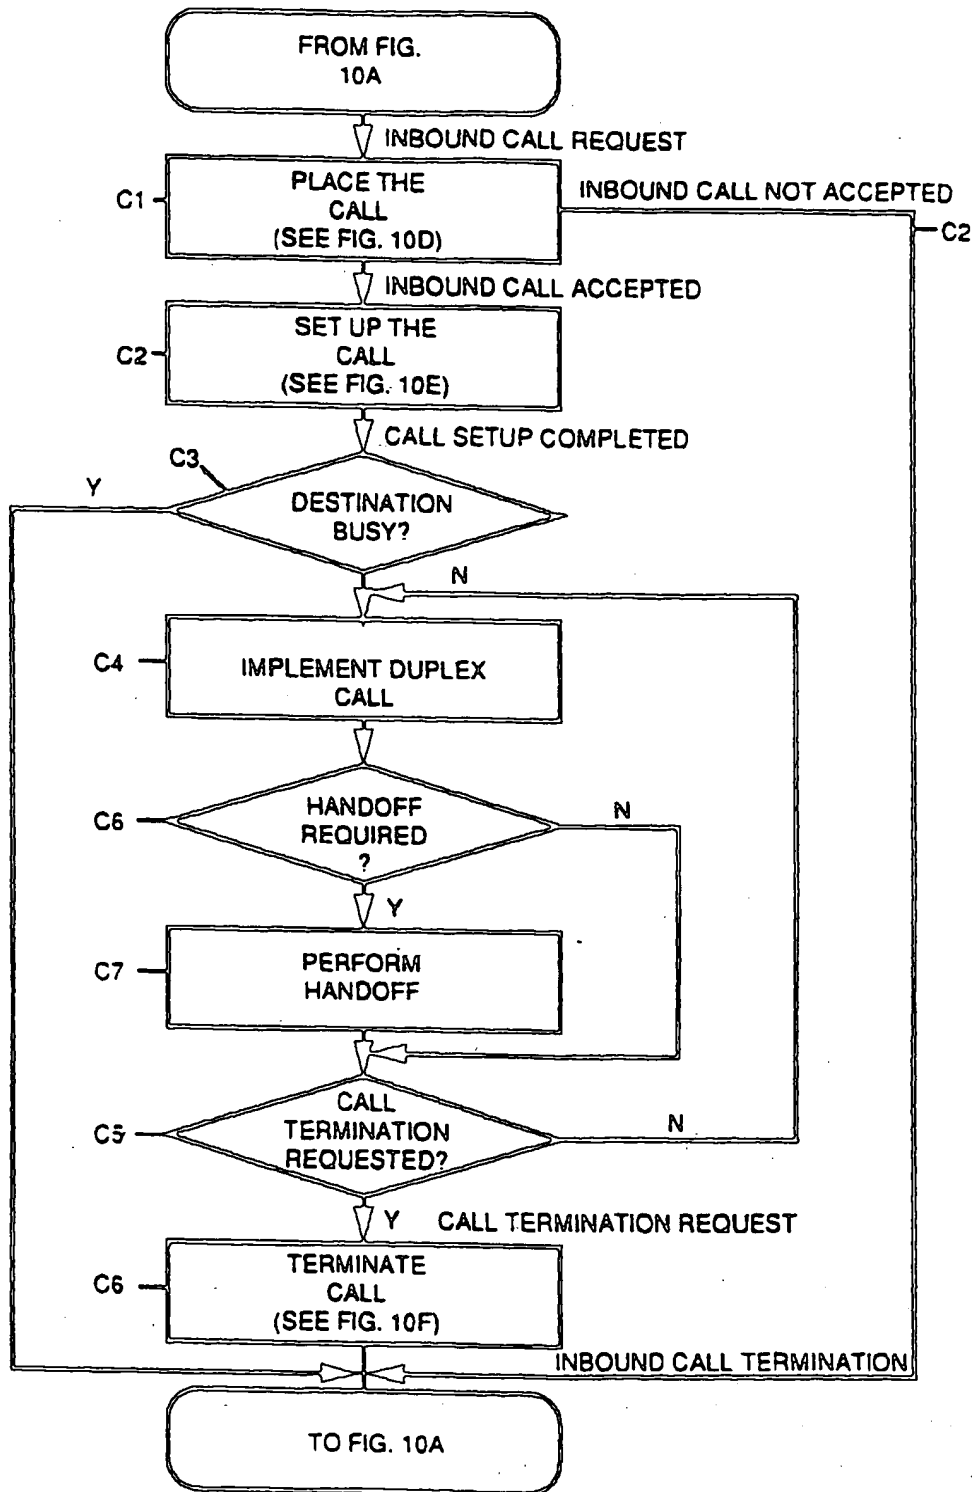 FROM FIG.
10A
INBOUND CALL REQUEST
C1
PLACE THE
CALL
(SEE FIG. 10D)
INBOUND CALL NOT ACCEPTED
C2
INBOUND CALL ACCEPTED
C2
SET UP THE
CALL
(SEE FIG. 10E)
CALL SETUP COMPLETED
C3
Y
DESTINATION
BUSY?
N
C4
IMPLEMENT DUPLEX
CALL
C6
HANDOFF
REQUIRED
?
N
Y
C7
PERFORM
HANDOFF
C5
CALL
TERMINATION
REQUESTED?
N
Y
CALL TERMINATION REQUEST
C6
TERMINATE
CALL
(SEE FIG. 10F)
INBOUND CALL TERMINATION
TO FIG. 10A